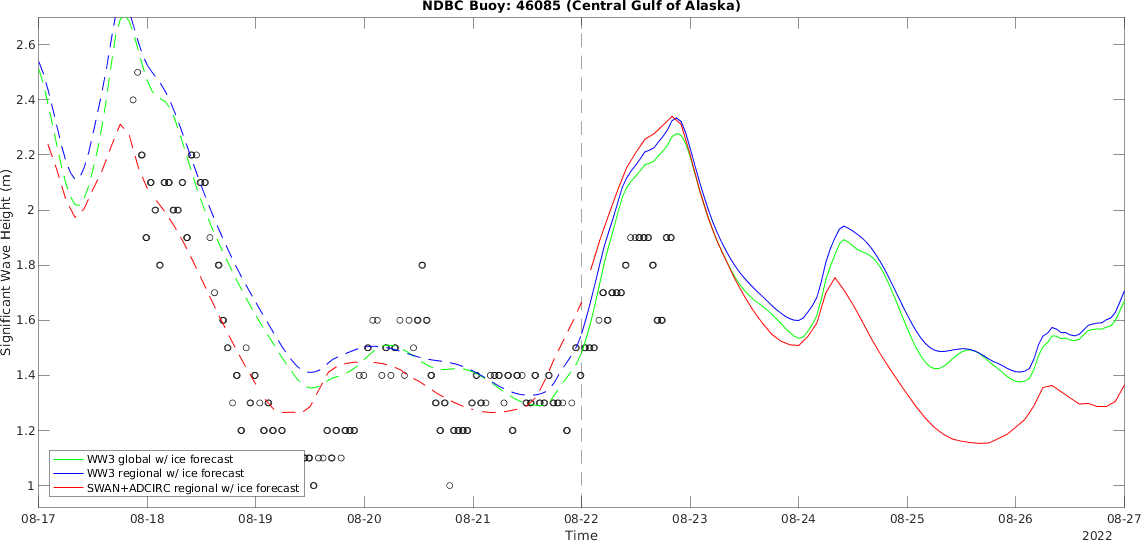 NDBC Buoy: 46085 (Central Gulf of Alaska)
Significant Wave Height (m)
2.6
2.4
2.2
2
1.8
1.6
1.4
1.2
1
WW3 global w/ ice forecast
WW3 regional w/ ice forecast
SWAN+ADCIRC regional w/ ice forecast
08-17 08-18 08-19 08-20 08-21 08-22 08-23 08-24 08-25 08-26 08-27
Time
2022